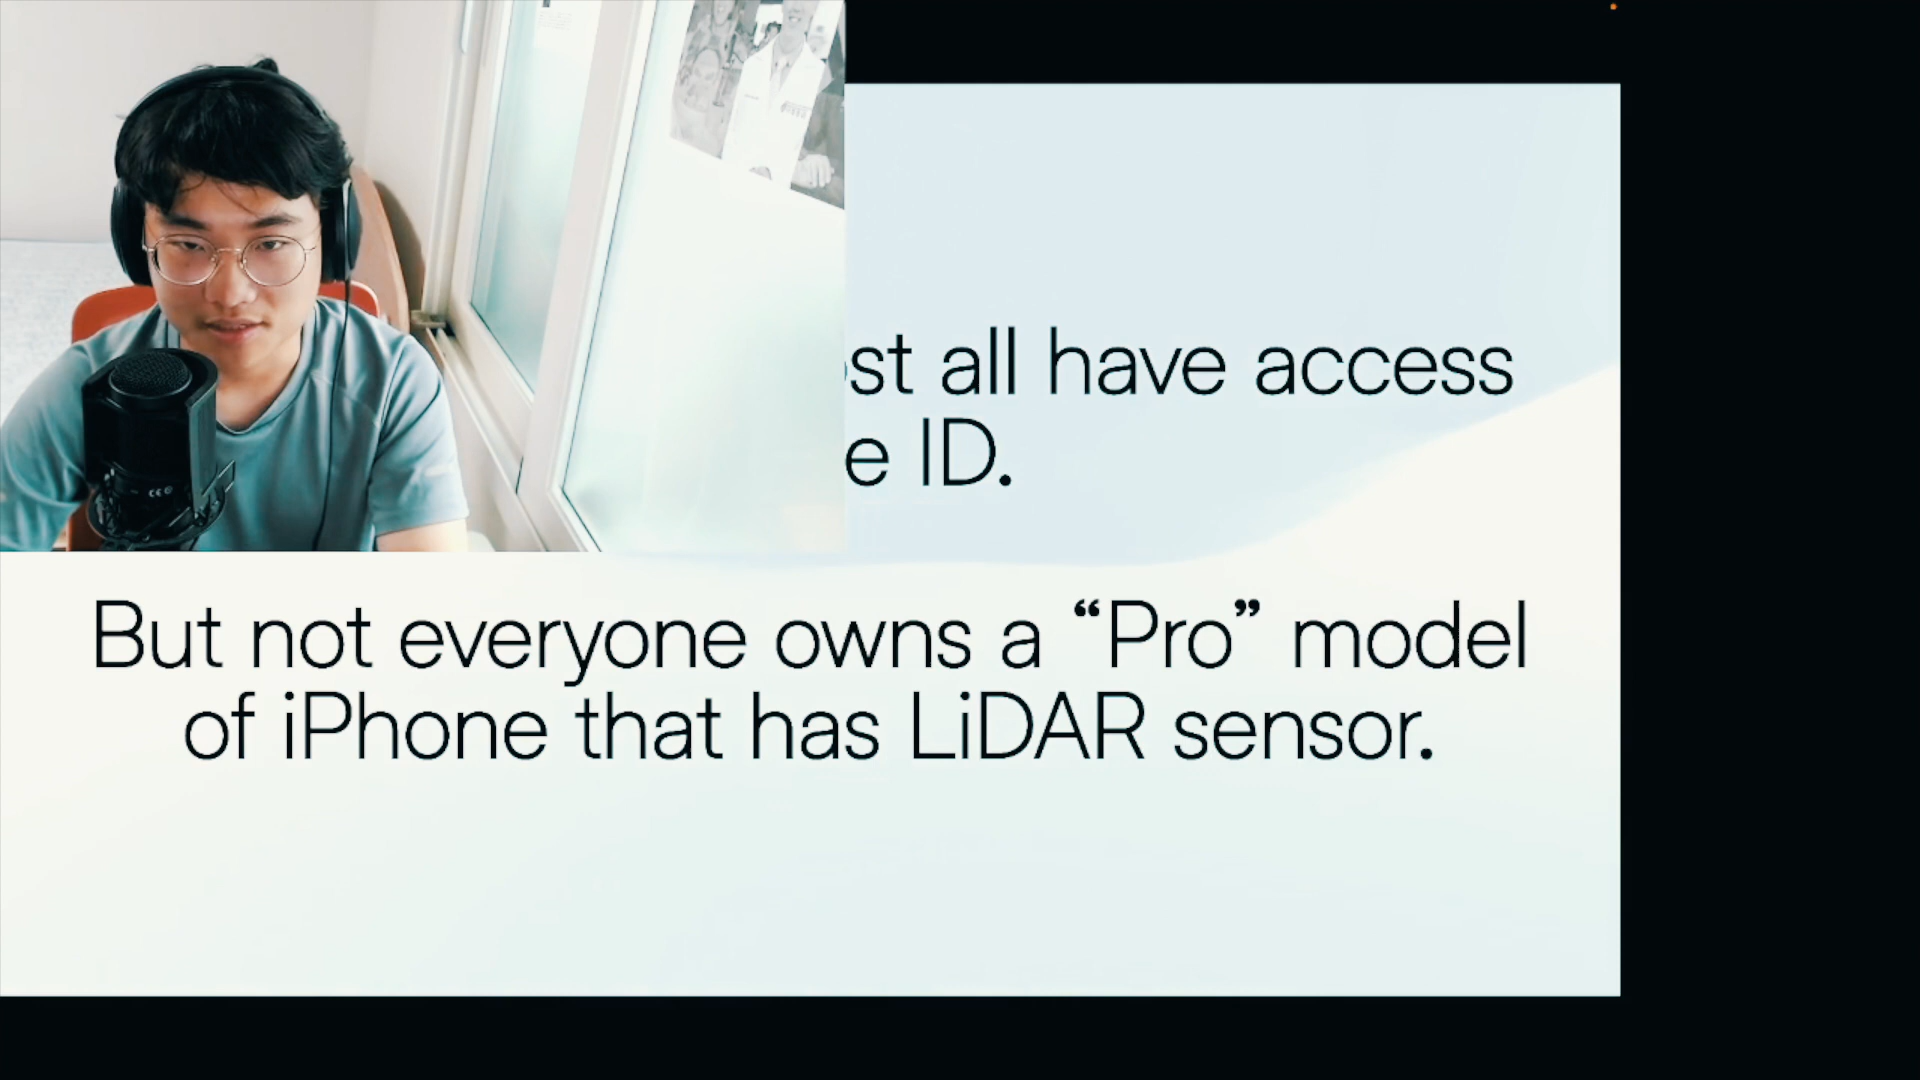 st all have access
e ID.
But not everyone owns a “Pro” model
of iPhone that has LiDAR sensor.